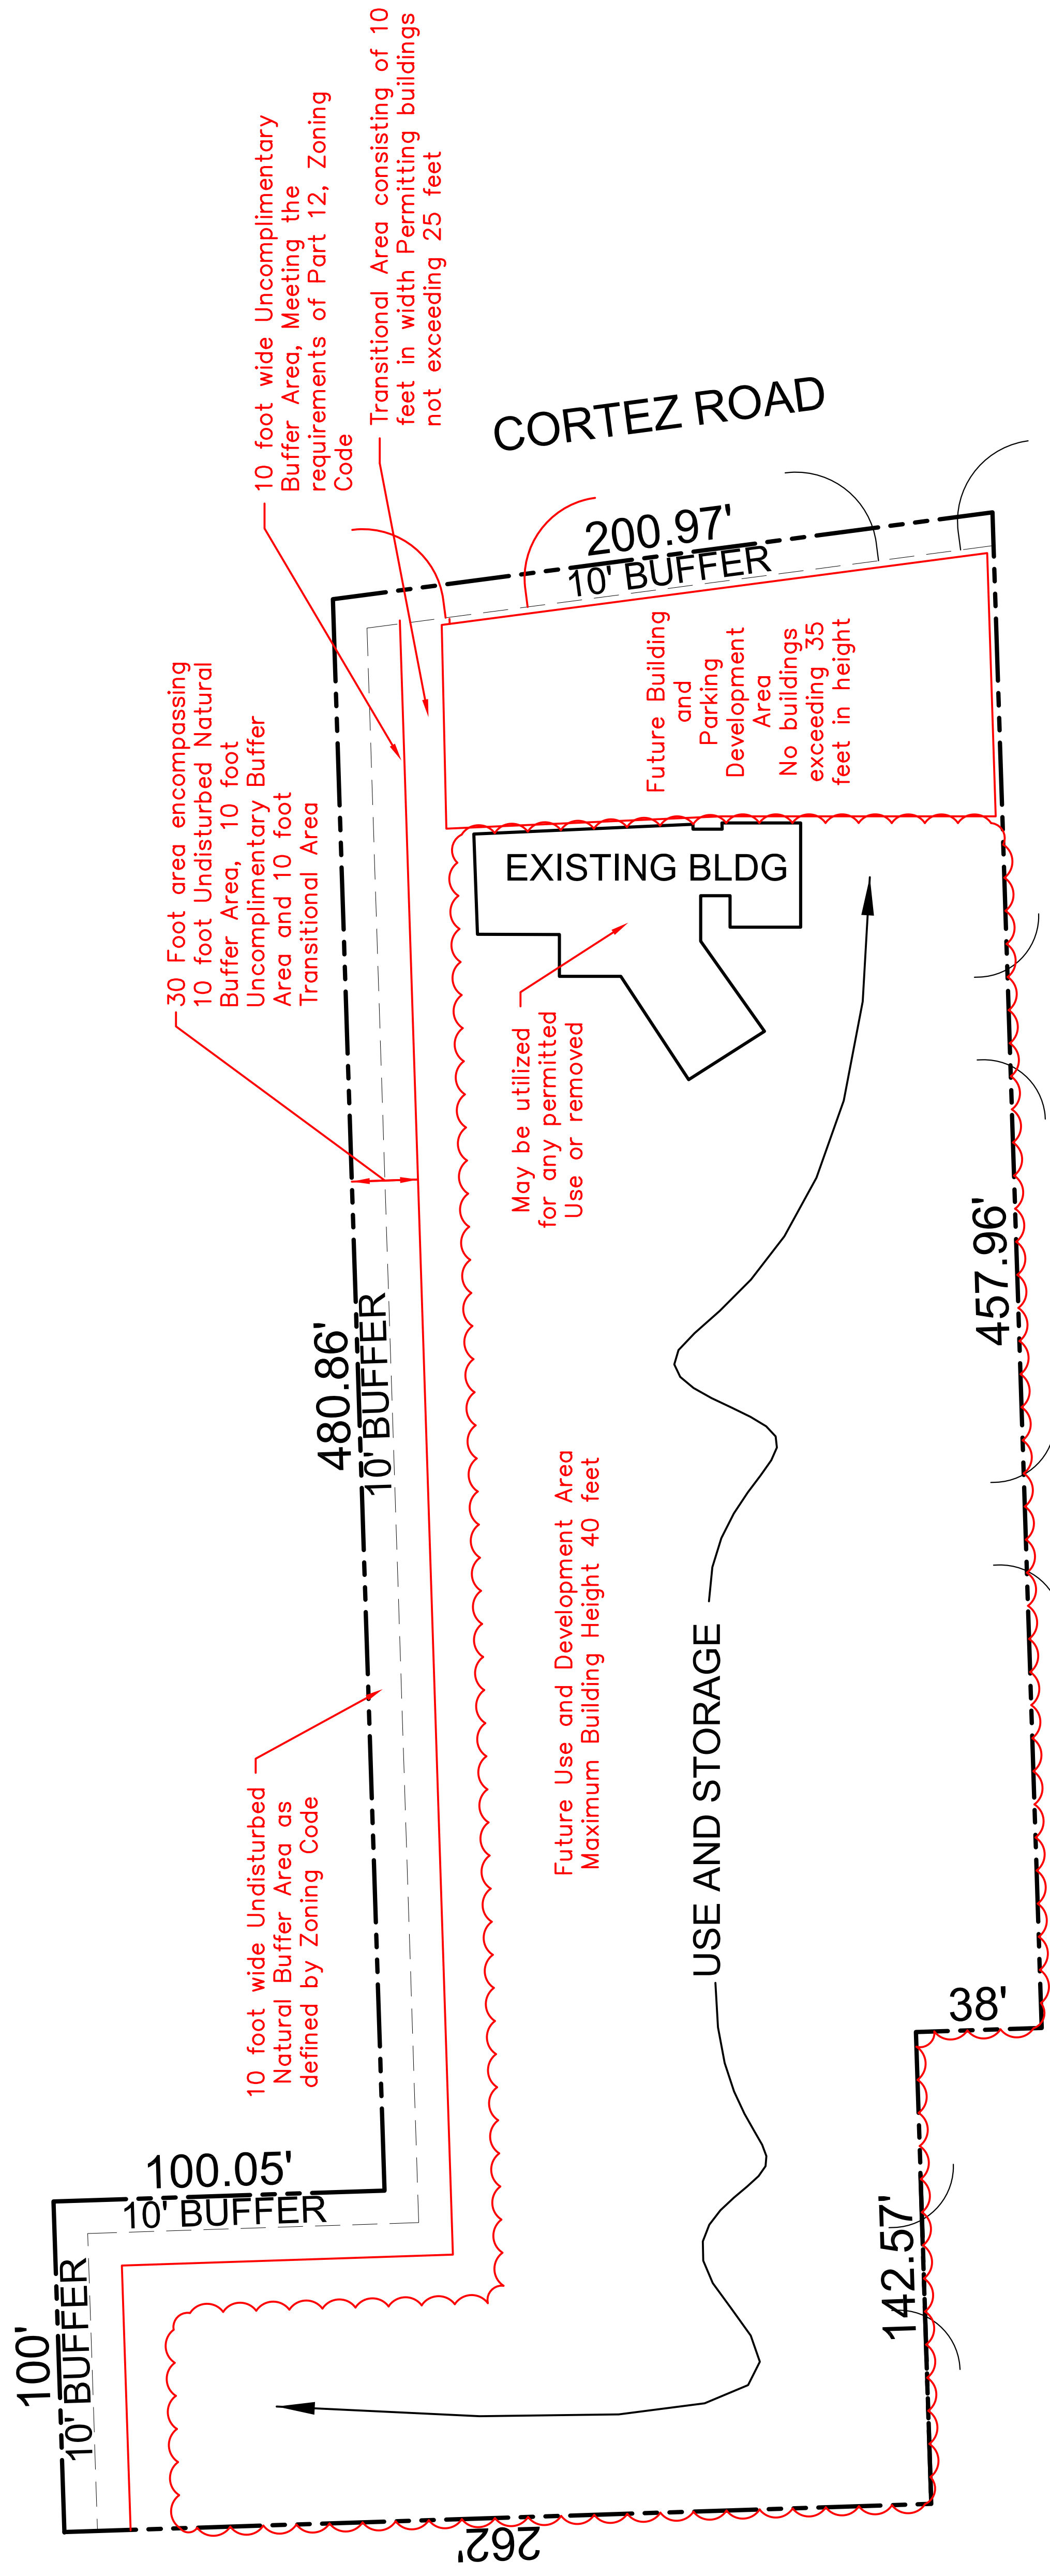 Transitional Area consisting of 10
feet in width Permitting buildings
not exceeding 25 feet
10 foot wide Uncomplimentary
Buffer Area, Meeting the
requirements of Part 12, Zoning
Code
CORTEZ ROAD
200.97'
10' BUFFER
30 Foot area encompassing
10 foot Undisturbed Natural
Buffer Area, 10 foot
Uncomplimentary Buffer
Area and 10 foot
Transitional Area
Future Building
and
Parking
Development
Area
No buildings
exceeding 35
feet in height
EXISTING BLDG
May be utilized
for any permitted
Use or removed
480.86'
10' BUFFER
457.96'
Future Use and Development Area
Maximum Building Height 40 feet
USE AND STORAGE
10 foot wide Undisturbed
Natural Buffer Area as
defined by Zoning Code
38'
100.05'
10' BUFFER
142.57'
100'
10' BUFFER
262'